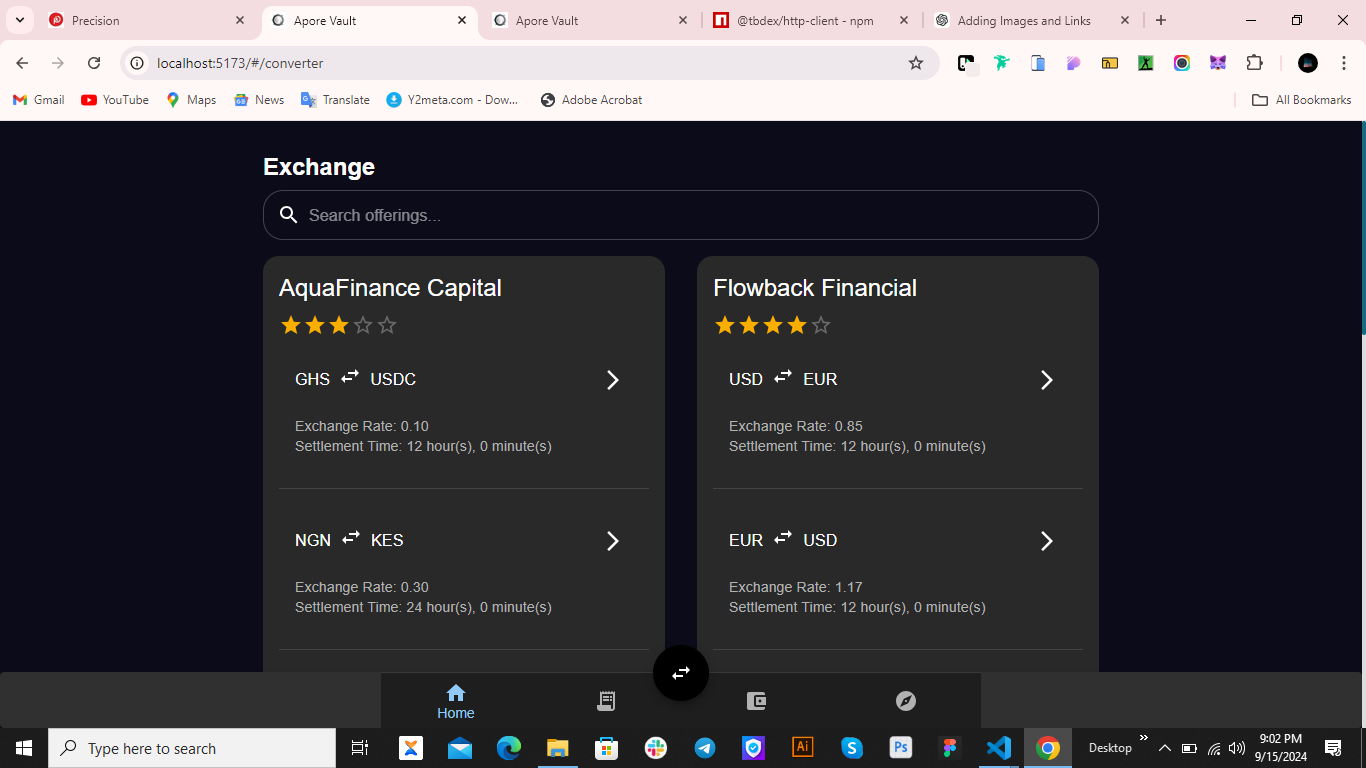 Precision
Apore Vault
Apore Vault
@tbdex/http-client - npm
Adding Images and Links
localhost:5173/#/converter
Gmail
YouTube
Maps
News
Translate
Y2meta.com - Dow...
Adobe Acrobat
All Bookmarks
Exchange
Search offerings...
AquaFinance Capital
GHS USDC
Exchange Rate: 0.10
Settlement Time: 12 hour(s), 0 minute(s)
NGN KES
Exchange Rate: 0.30
Settlement Time: 24 hour(s), 0 minute(s)
Flowback Financial
USD EUR
Exchange Rate: 0.85
Settlement Time: 12 hour(s), 0 minute(s)
EUR USD
Exchange Rate: 1.17
Settlement Time: 12 hour(s), 0 minute(s)
Home
Type here to search
Ai
Ps
Desktop
9:02 PM
9/15/2024